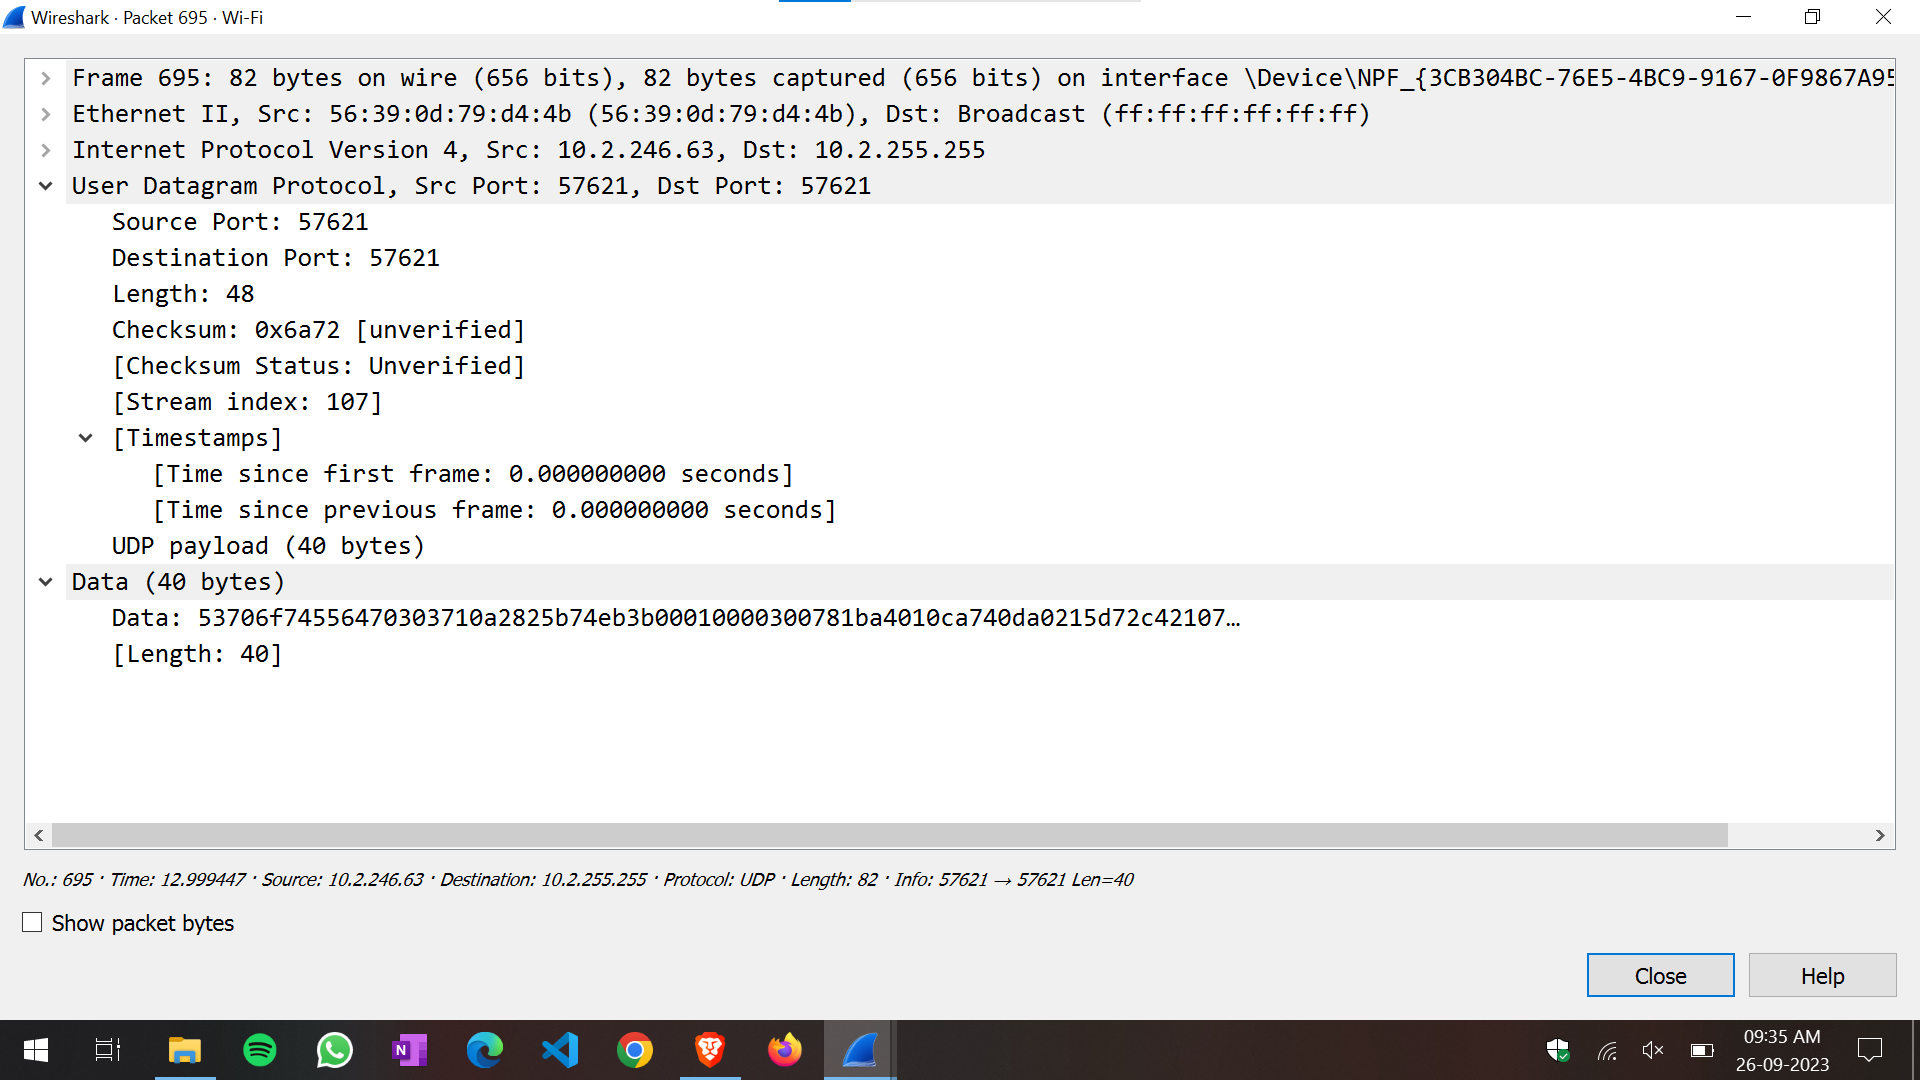 Wireshark · Packet 695 · Wi-Fi
Frame 695: 82 bytes on wire (656 bits), 82 bytes captured (656 bits) on interface \Device\NPF_{3CB304BC-76E5-4BC9-9167-0F9867A95
Ethernet II, Src: 56:39:0d:79:d4:4b (56:39:0d:79:d4:4b), Dst: Broadcast (ff:ff:ff:ff:ff:ff)
Internet Protocol Version 4, Src: 10.2.246.63, Dst: 10.2.255.255
User Datagram Protocol, Src Port: 57621, Dst Port: 57621
Source Port: 57621
Destination Port: 57621
Length: 48
Checksum: 0x6a72 [unverified]
[Checksum Status: Unverified]
[Stream index: 107]
[Timestamps]
[Time since first frame: 0.000000000 seconds]
[Time since previous frame: 0.000000000 seconds]
UDP payload (40 bytes)
Data (40 bytes)
Data: 53706f74556470303710a2825b74eb3b00010000300781ba4010ca740da0215d72c42107…
[Length: 40]
No.: 695 · Time: 12.999447 · Source: 10.2.246.63 · Destination: 10.2.255.255 · Protocol: UDP · Length: 82 · Info: 57621 → 57621 Len=40
Show packet bytes
Close
Help
N
09:35 AM
26-09-2023